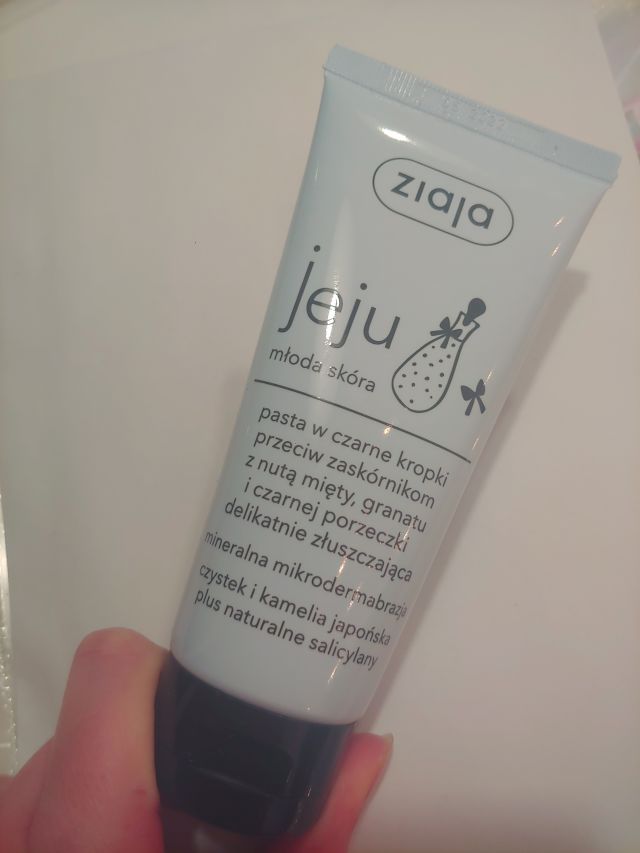 ziaja
jeju
młoda skóra
pasta w czarne kropki
przeciw zaskórnikom
z nutą mięty, granatu
i czarnej porzeczki
delikatnie złuszczająca
mineralna mikrodermabrazja
czystek i kamelia japońska
plus naturalne salicylany